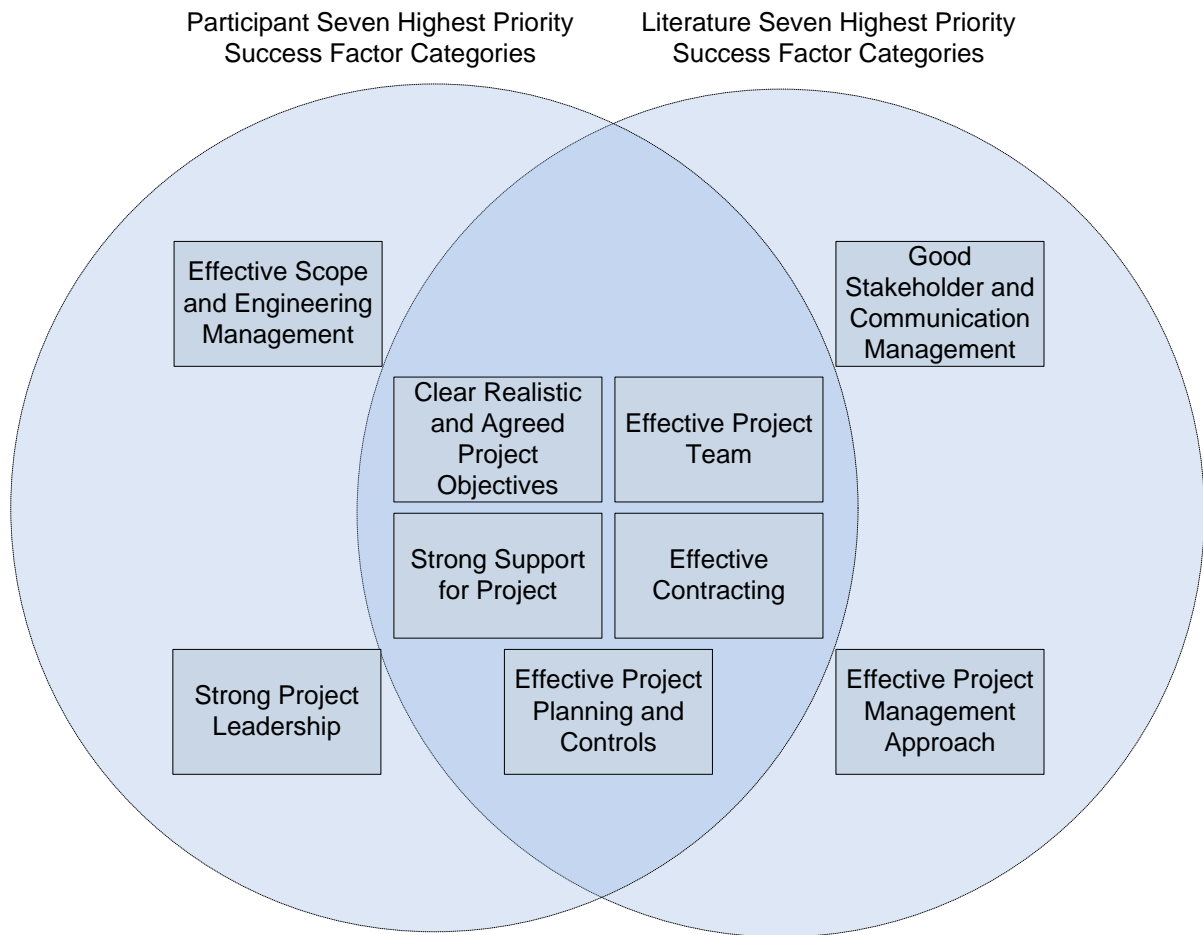 Participant Seven Highest Priority
Success Factor Categories
Literature Seven Highest Priority
Success Factor Categories
Effective Scope
and Engineering
Management
Good
Stakeholder and
Communication
Management
Clear Realistic
and Agreed
Project
Objectives
Effective Project
Team
Strong Support
for Project
Effective
Contracting
Strong Project
Leadership
Effective Project
Planning and
Controls
Effective Project
Management
Approach